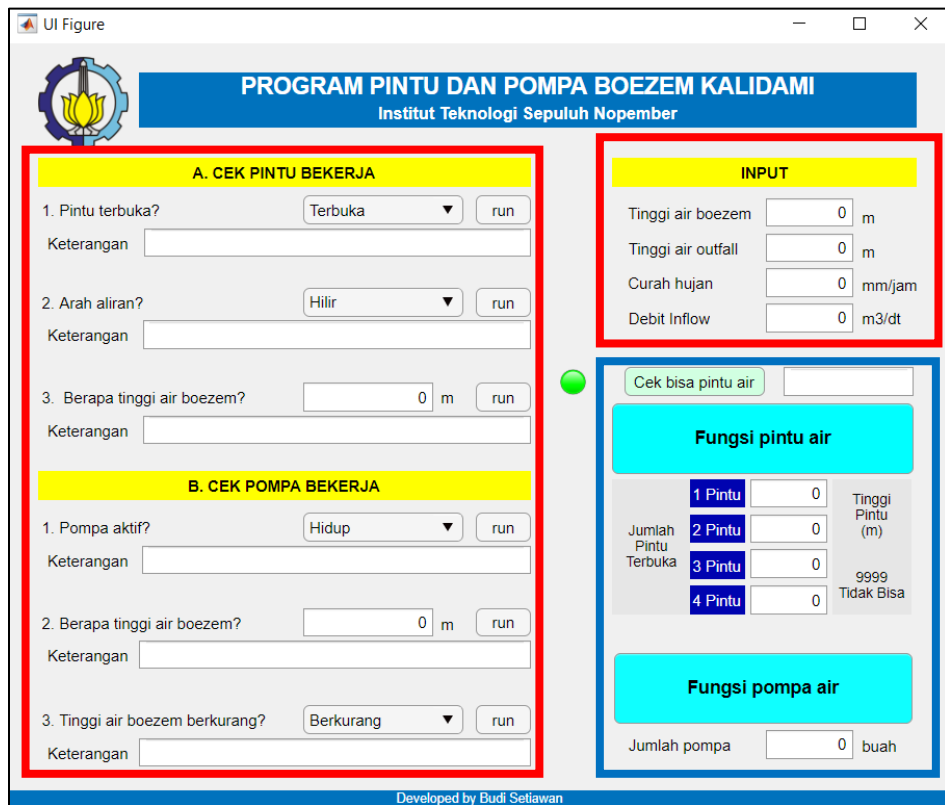 UI Figure
PROGRAM PINTU DAN POMPA BOEZEM KALIDAMI
Institut Teknologi Sepuluh Nopember
A. CEK PINTU BEKERJA
1. Pintu terbuka? Terbuka run
Keterangan
2. Arah aliran? Hilir run
Keterangan
3. Berapa tinggi air boezem? 0 m run
Keterangan
B. CEK POMPA BEKERJA
1. Pompa aktif? Hidup run
Keterangan
2. Berapa tinggi air boezem? 0 m run
Keterangan
3. Tinggi air boezem berkurang? Berkurang run
Keterangan
INPUT
Tinggi air boezem 0 m
Tinggi air outfall 0 m
Curah hujan 0 mm/jam
Debit Inflow 0 m3/dt
Cek bisa pintu air
Fungsi pintu air
Jumlah
Pintu
Terbuka
1 Pintu 0
2 Pintu 0
3 Pintu 0
4 Pintu 0
Tinggi
Pintu
(m)
9999
Tidak Bisa
Fungsi pompa air
Jumlah pompa 0 buah
Developed by Budi Setiawan